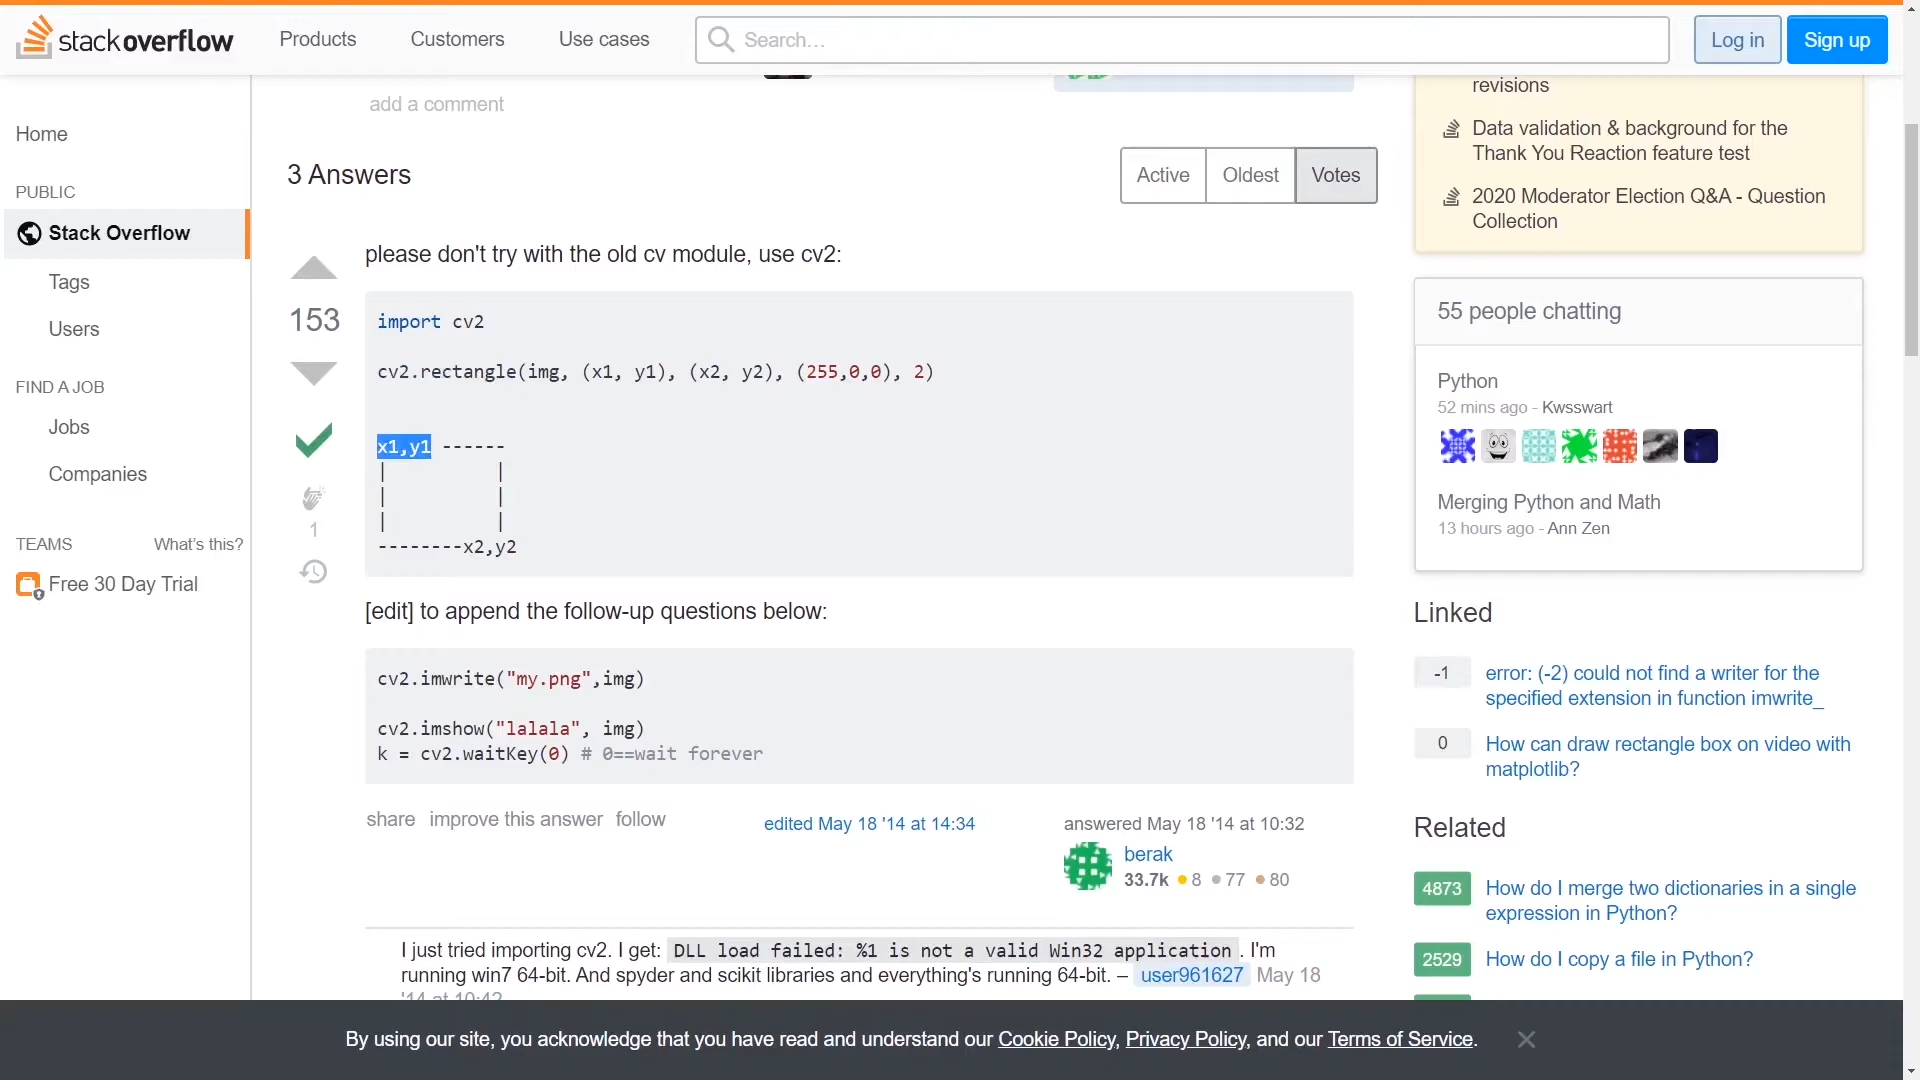 stackoverflow
Products
Customers
Use cases
Search...
Log in
Sign up
Home
PUBLIC
Stack Overflow
Tags
Users
FIND A JOB
Jobs
Companies
TEAMS
What's this?
Free 30 Day Trial
add a comment
3 Answers
Active
Oldest
Votes
153
1
please don't try with the old cv module, use cv2:
import cv2
cv2.rectangle(img, (x1, y1), (x2, y2), (255,0,0), 2)
x1,y1 ------
|          |
|          |
|          |
--------x2,y2
[edit] to append the follow-up questions below:
cv2.imwrite("my.png",img)
cv2.imshow("lalala", img)
k = cv2.waitKey(0) # 0==wait forever
share improve this answer follow
edited May 18 '14 at 14:34
answered May 18 '14 at 10:32
berak
33.7k 8 77 80
I just tried importing cv2. I get: DLL load failed: %1 is not a valid Win32 application . I'm
running win7 64-bit. And spyder and scikit libraries and everything's running 64-bit. – user961627 May 18
'14 at 10:42
revisions
Data validation & background for the
Thank You Reaction feature test
2020 Moderator Election Q&A - Question
Collection
55 people chatting
Python
52 mins ago - Kwsswart
Merging Python and Math
13 hours ago - Ann Zen
Linked
-1
error: (-2) could not find a writer for the
specified extension in function imwrite_
0
How can draw rectangle box on video with
matplotlib?
Related
4873
How do I merge two dictionaries in a single
expression in Python?
2529
How do I copy a file in Python?
By using our site, you acknowledge that you have read and understand our Cookie Policy, Privacy Policy, and our Terms of Service.